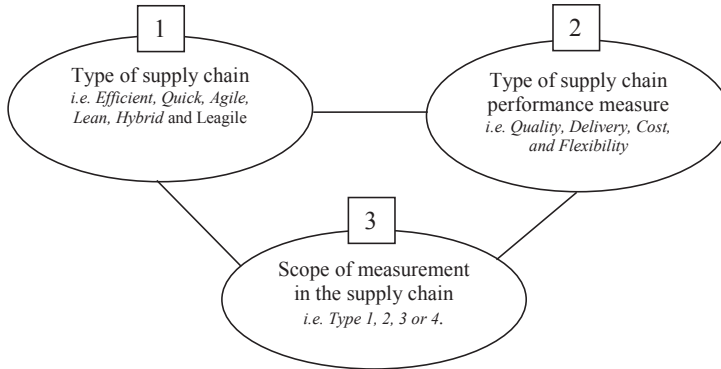 1
Type of supply chain
i.e. Efficient, Quick, Agile,
Lean, Hybrid and Leagile
2
Type of supply chain
performance measure
i.e. Quality, Delivery, Cost,
and Flexibility
3
Scope of measurement
in the supply chain
i.e. Type 1, 2, 3 or 4.